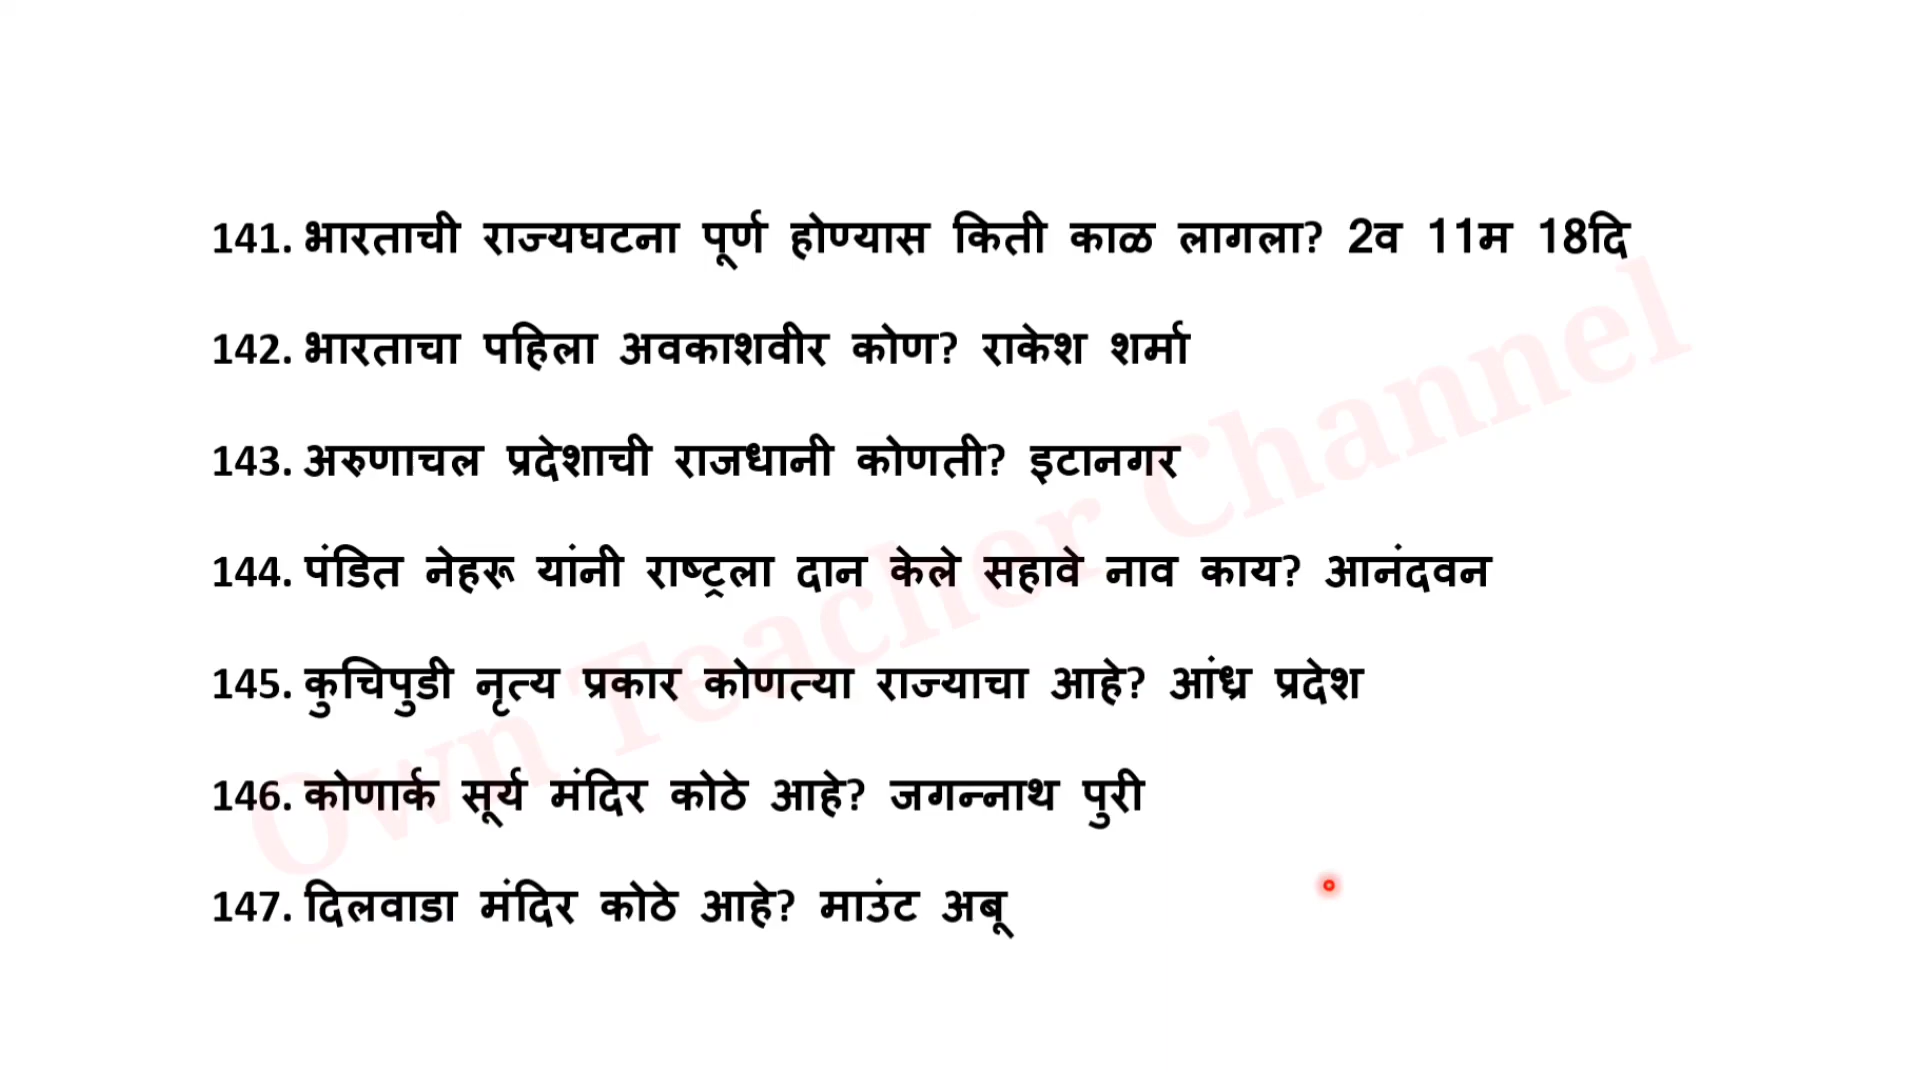 141. भारताची राज्यघटना पूर्ण होण्यास किती काळ लागला? 2व 11म 18दि
142. भारताचा पहिला अवकाशवीर कोण? राकेश शर्मा
143. अरुणाचल प्रदेशाची राजधानी कोणती? इटानगर
144. पंडित नेहरू यांनी राष्ट्रला दान केले सहावे नाव काय? आनंदवन
145. कुचिपुडी नृत्य प्रकार कोणत्या राज्याचा आहे? आंध्र प्रदेश
146. कोणार्क सूर्य मंदिर कोठे आहे? जगन्नाथ पुरी
147. दिलवाडा मंदिर कोठे आहे? माउंट अबू
Own Teacher Channel